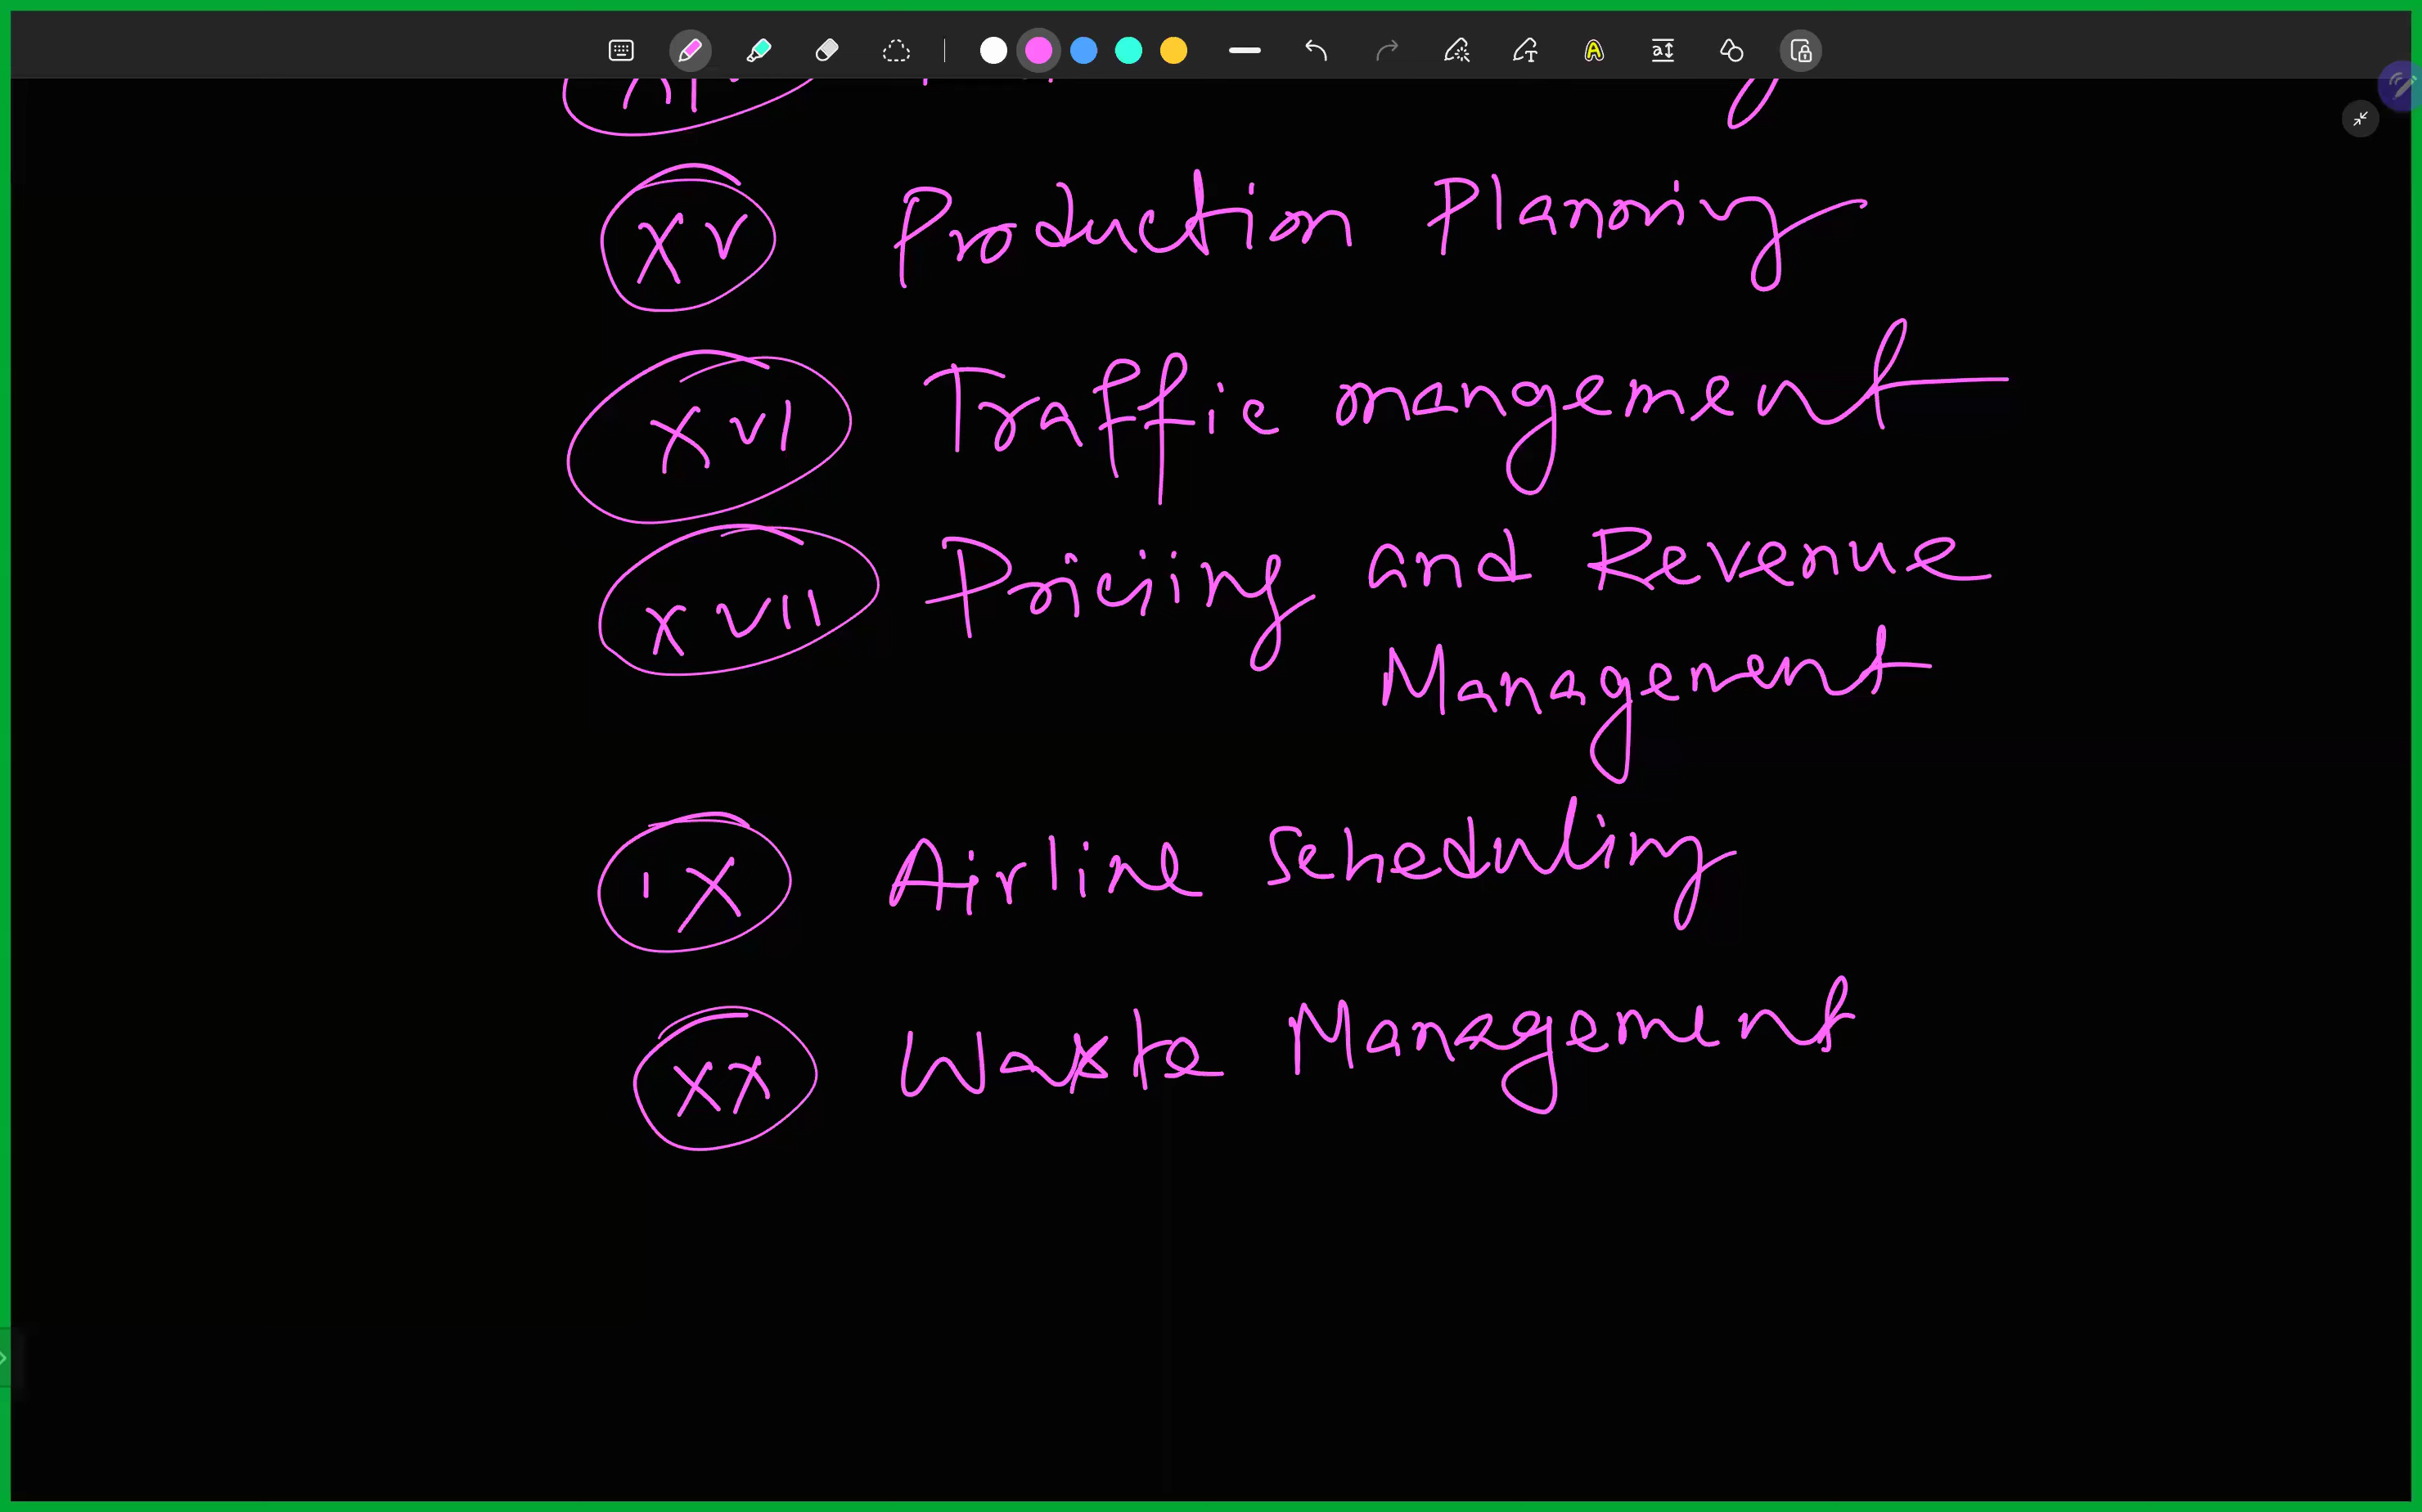 XV Production Planning
XVI Traffic mangement
XVII Pricing and Revenue
Management
IX Airline Scheduling
XX Waste Management